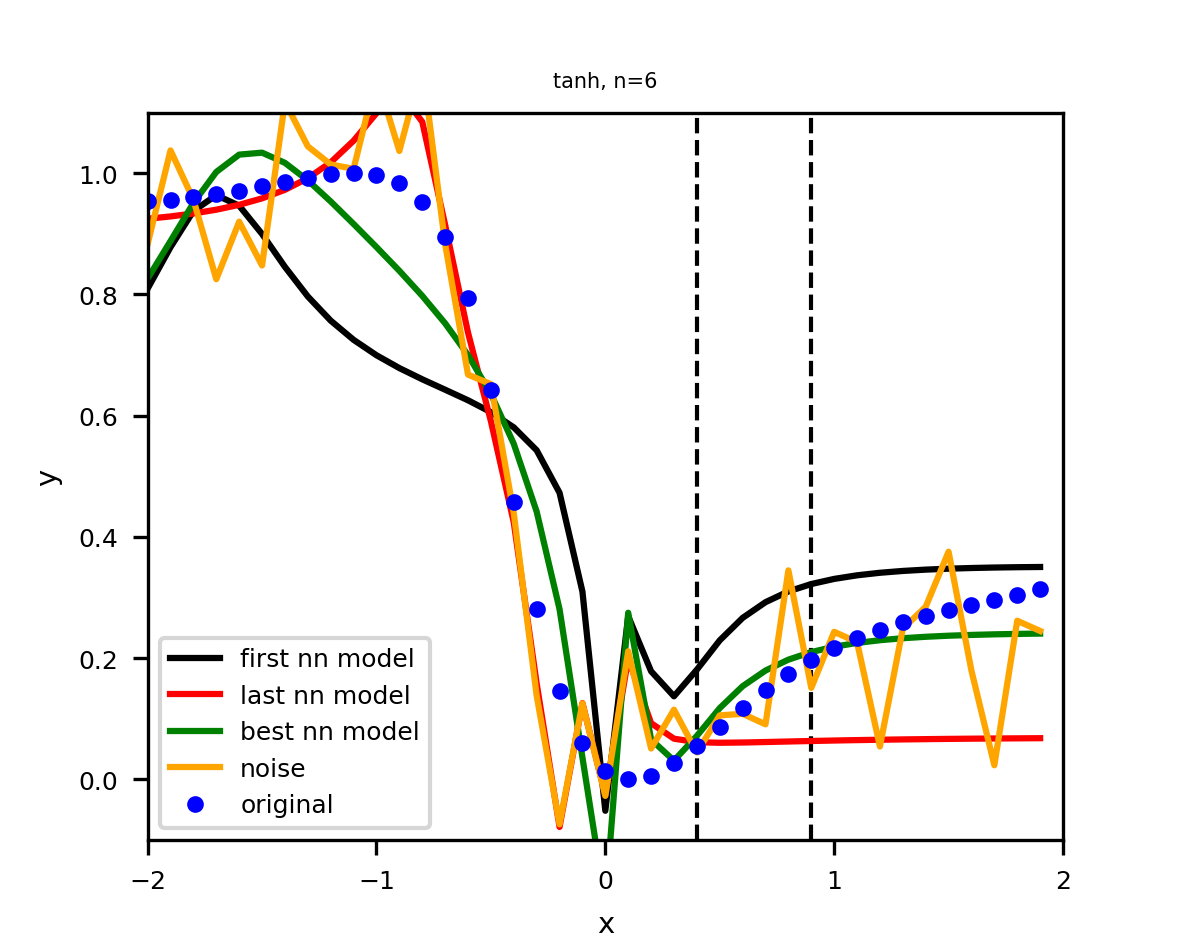 tanh, n=6
1.0
0.8
0.6
0.4
0.2
0.0
y
first nn model
last nn model
best nn model
noise
original
−2
−1
0
1
2
x